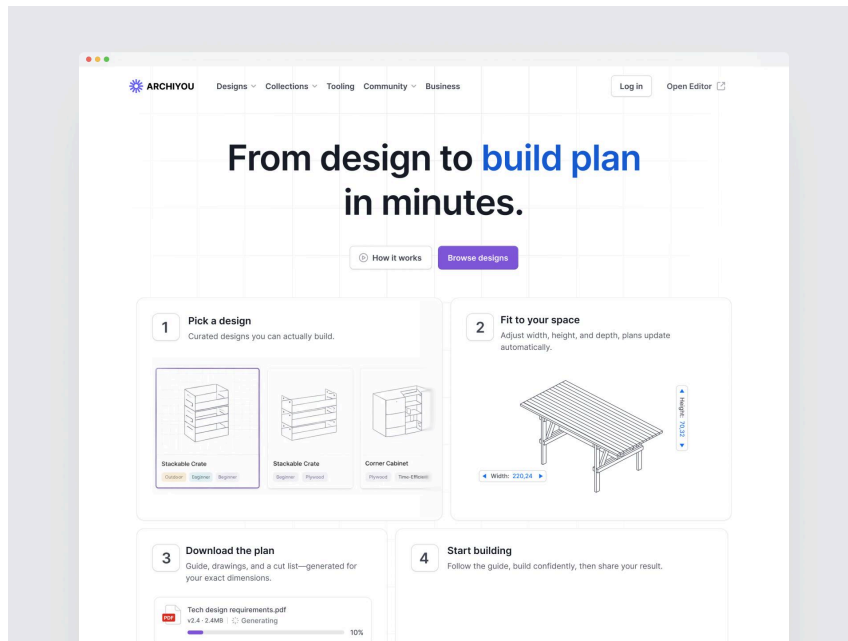 ARCHIYOU
Designs
Collections
Tooling
Community
Business
Log in
Open Editor
From design to build plan
in minutes.
How it works
Browse designs
1
Pick a design
Curated designs you can actually build.
Stackable Crate
Outdoor
Beginner
Beginner
Stackable Crate
Beginner
Plywood
Corner Cabinet
Plywood
Time-Efficient
2
Fit to your space
Adjust width, height, and depth, plans update
automatically.
Height: 70,32
Width: 220,24
3
Download the plan
Guide, drawings, and a cut list—generated for
your exact dimensions.
PDF
Tech design requirements.pdf
v2.4 · 2.4MB
Generating
10%
4
Start building
Follow the guide, build confidently, then share your result.